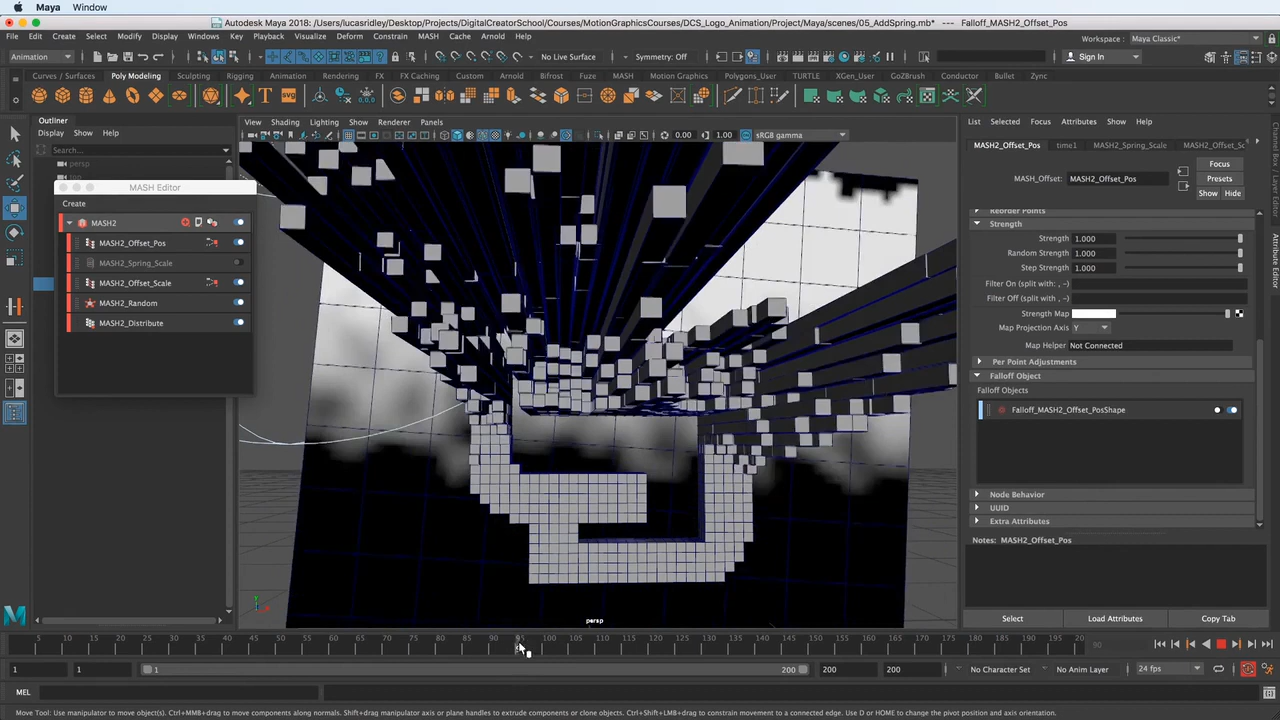 Maya Window
Autodesk Maya 2018: /Users/lucasridley/Desktop/Projects/DigitalCreatorSchool/Courses/MotionGraphicsCourses/DCS_Logo_Animation/Project/Maya/scenes/05_AddSpring.mb* --- Falloff_MASH2_Offset_Pos
File Edit Create Select Modify Display Windows Key Playback Visualize Deform Constrain MASH Cache Arnold Help
Workspace : Maya Classic*
Animation No Live Surface Symmetry: Off Sign In
Curves / Surfaces Poly Modeling Sculpting Rigging Animation Rendering FX FX Caching Custom Arnold Bifrost Fuze MASH Motion Graphics Polygons_User TURTLE XGen_User GoZBrush Conductor Bullet Zync
Outliner
Display Show Help
Search...
persp
View Shading Lighting Show Renderer Panels
0.00 1.00 sRGB gamma
MASH Editor
Create
MASH2
MASH2_Offset_Pos
MASH2_Spring_Scale
MASH2_Offset_Scale
MASH2_Random
MASH2_Distribute
persp
List Selected Focus Attributes Show Help
MASH2_Offset_Pos time1 MASH2_Spring_Scale MASH2_Offset_Sc
Focus
MASH_Offset: MASH2_Offset_Pos Presets
Show Hide
Reorder Points
Strength
Strength 1.000
Random Strength 1.000
Step Strength 1.000
Filter On (split with: , –)
Filter Off (split with: , –)
Strength Map
Map Projection Axis Y
Map Helper Not Connected
Per Point Adjustments
Falloff Object
Falloff Objects
Falloff_MASH2_Offset_PosShape
Node Behavior
UUID
Extra Attributes
Notes: MASH2_Offset_Pos
Select Load Attributes Copy Tab
Channel Box / Layer Editor
Attribute Editor
5 10 15 20 25 30 35 40 45 50 55 60 65 70 75 80 85 90 95 100 105 110 115 120 125 130 135 140 145 150 155 160 165 170 175 180 185 190 195 200 90
1 1 1 200 200 200 No Character Set No Anim Layer 24 fps
MEL
Move Tool: Use manipulator to move object(s). Ctrl+MMB+drag to move components along normals. Shift+drag manipulator axis or plane handles to extrude components or clone objects. Ctrl+Shift+LMB+drag to constrain movement to a connected edge. Use D or HOME to change the pivot position and axis orientation.